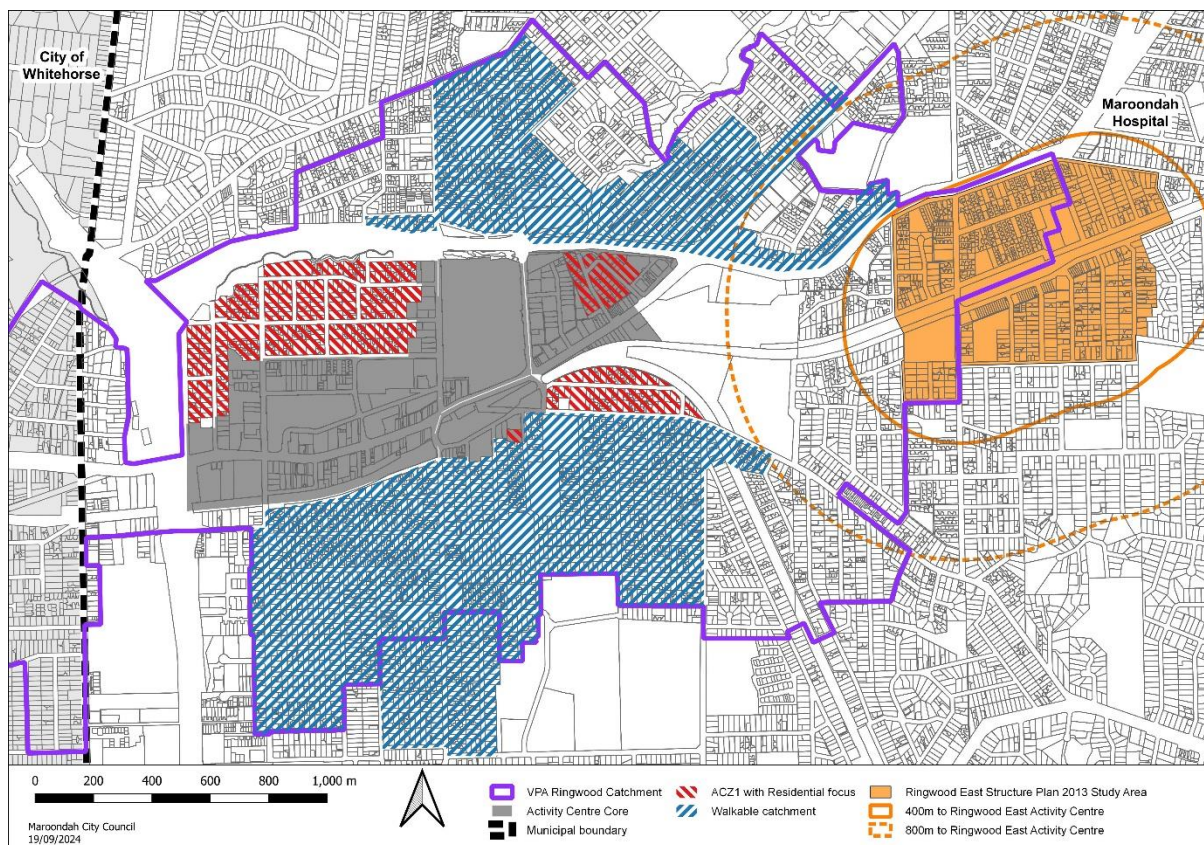 City of
Whitehorse
Maroondah
Hospital
0 200 400 600 800 1,000 m
Maroondah City Council
19/09/2024
VPA Ringwood Catchment
Activity Centre Core
Municipal boundary
ACZ1 with Residential focus
Walkable catchment
Ringwood East Structure Plan 2013 Study Area
400m to Ringwood East Activity Centre
800m to Ringwood East Activity Centre